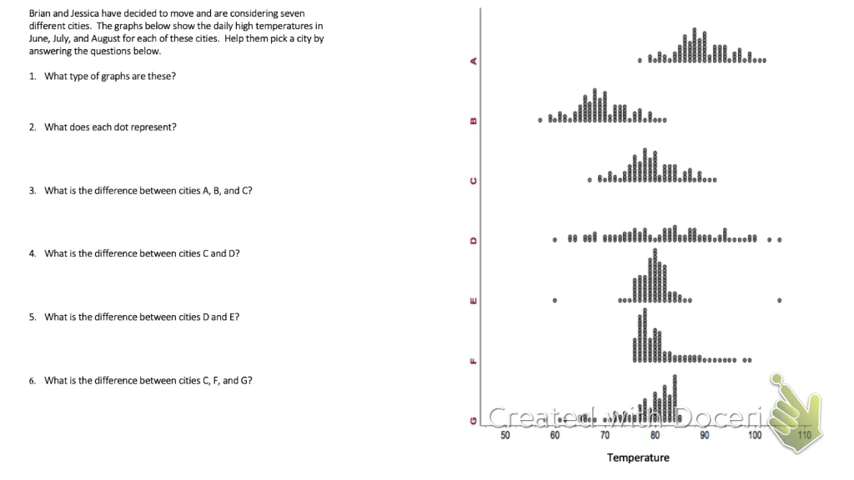 Brian and Jessica have decided to move and are considering seven
different cities. The graphs below show the daily high temperatures in
June, July, and August for each of these cities. Help them pick a city by
answering the questions below.
1. What type of graphs are these?
2. What does each dot represent?
3. What is the difference between cities A, B, and C?
4. What is the difference between cities C and D?
5. What is the difference between cities D and E?
6. What is the difference between cities C, F, and G?
A
B
C
D
E
F
G
Created with Doceri
50 60 70 80 90 100 110
Temperature